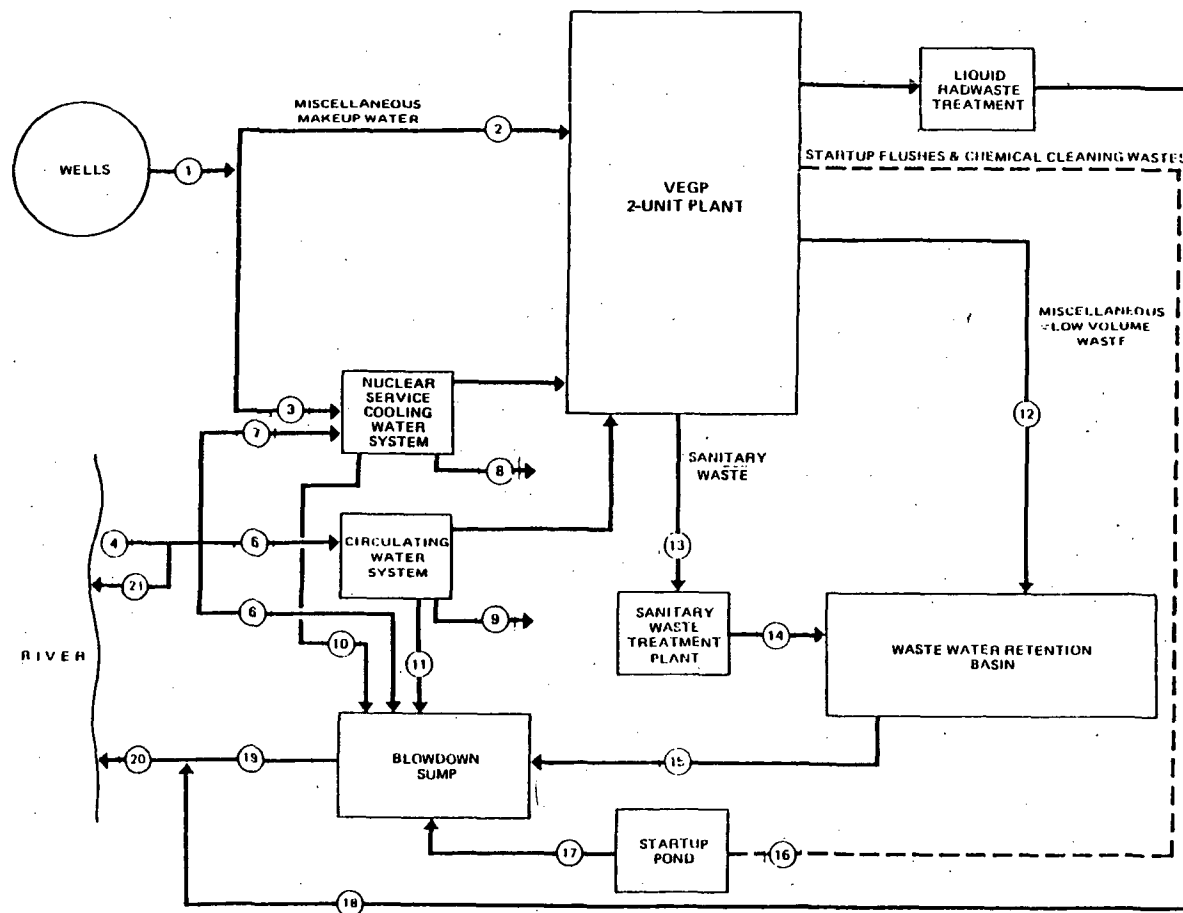 LIQUID
RADWASTE
TREATMENT
MISCELLANEOUS
MAKEUP WATER
2
WELLS
1
STARTUP FLUSHES & CHEMICAL CLEANING WASTES
VEGP
2-UNIT PLANT
MISCELLANEOUS
LOW VOLUME
WASTE
NUCLEAR
SERVICE
COOLING
WATER
SYSTEM
3
7
12
8
SANITARY
WASTE
4
6
CIRCULATING
WATER
SYSTEM
13
21
6
9
SANITARY
WASTE
TREATMENT
PLANT
14
WASTE WATER RETENTION
BASIN
RIVER
10
11
20
19
BLOWDOWN
SUMP
15
17
STARTUP
POND
16
18